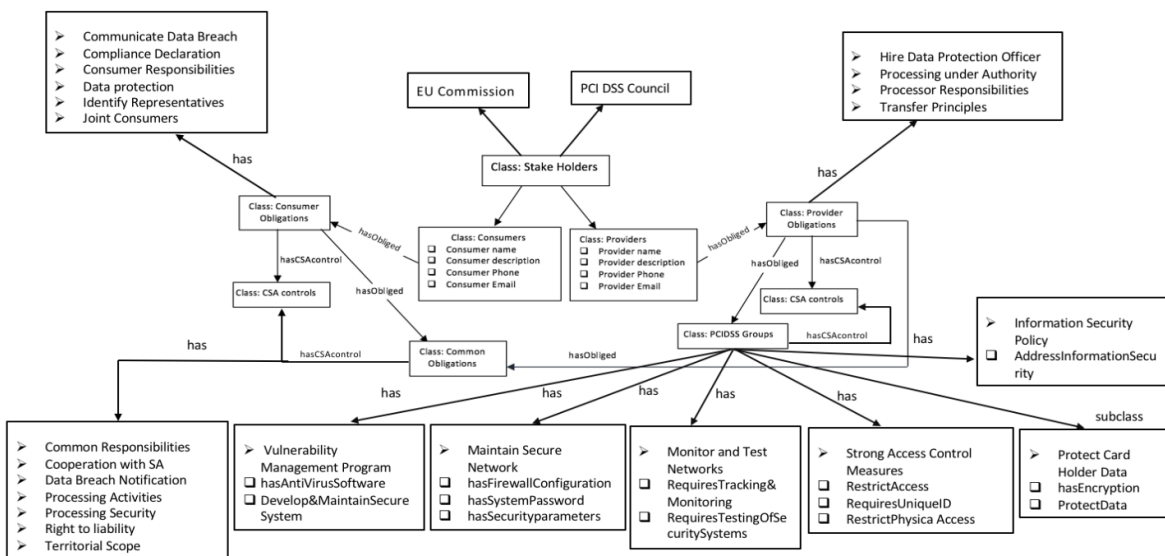 Communicate Data Breach
Compliance Declaration
Consumer Responsibilities
Data protection
Identify Representatives
Joint Consumers
EU Commission
PCI DSS Council
Hire Data Protection Officer
Processing under Authority
Processor Responsibilities
Transfer Principles
has
has
Class: Stake Holders
Class: Consumer
Obligations
hasObliged
Class: Consumers
Consumer name
Consumer description
Consumer Phone
Consumer Email
Class: Providers
Provider name
Provider description
Provider Phone
Provider Email
hasObliged
Class: Provider
Obligations
hasCSAcontrol
hasObliged
hasObliged
hasCSAcontrol
Class: CSA controls
Class: CSA controls
Class: PCIDSS Groups
hasCSAcontrol
has
Information Security
Policy
AddressInformationSecu
rity
has
hasCSAcontrol
Class: Common
Obligations
hasObliged
has
has
has
has
subclass
Common Responsibilities
Cooperation with SA
Data Breach Notification
Processing Activities
Processing Security
Right to liability
Territorial Scope
Vulnerability
Management Program
hasAntiVirusSoftware
Develop&MaintainSecure
System
Maintain Secure
Network
hasFirewallConfiguration
hasSystemPassword
hasSecurityparameters
Monitor and Test
Networks
RequiresTracking&
Monitoring
RequiresTestingOfSe
curitySystems
Strong Access Control
Measures
RestrictAccess
RequiresUniqueID
RestrictPhysica Access
Protect Card
Holder Data
hasEncryption
ProtectData